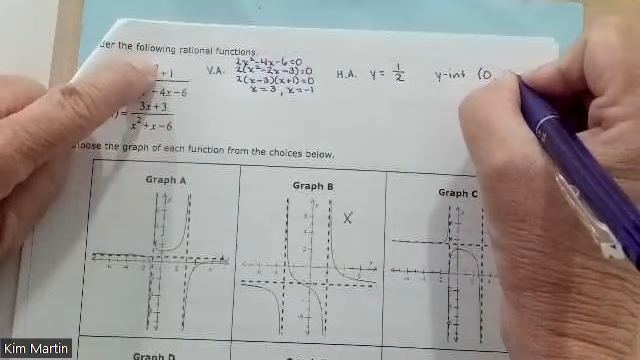 der the following rational functions.
+1
-4x-6
V.A. 2x²-4x-6=0
2(x²-2x-3)=0
2(x-3)(x+1)=0
x=3, x=-1
H.A. y=1/2
y-int (0,
=
3x+3
x²+x-6
oose the graph of each function from the choices below.
Graph A
Graph B
Graph C
X
Graph D
Kim Martin